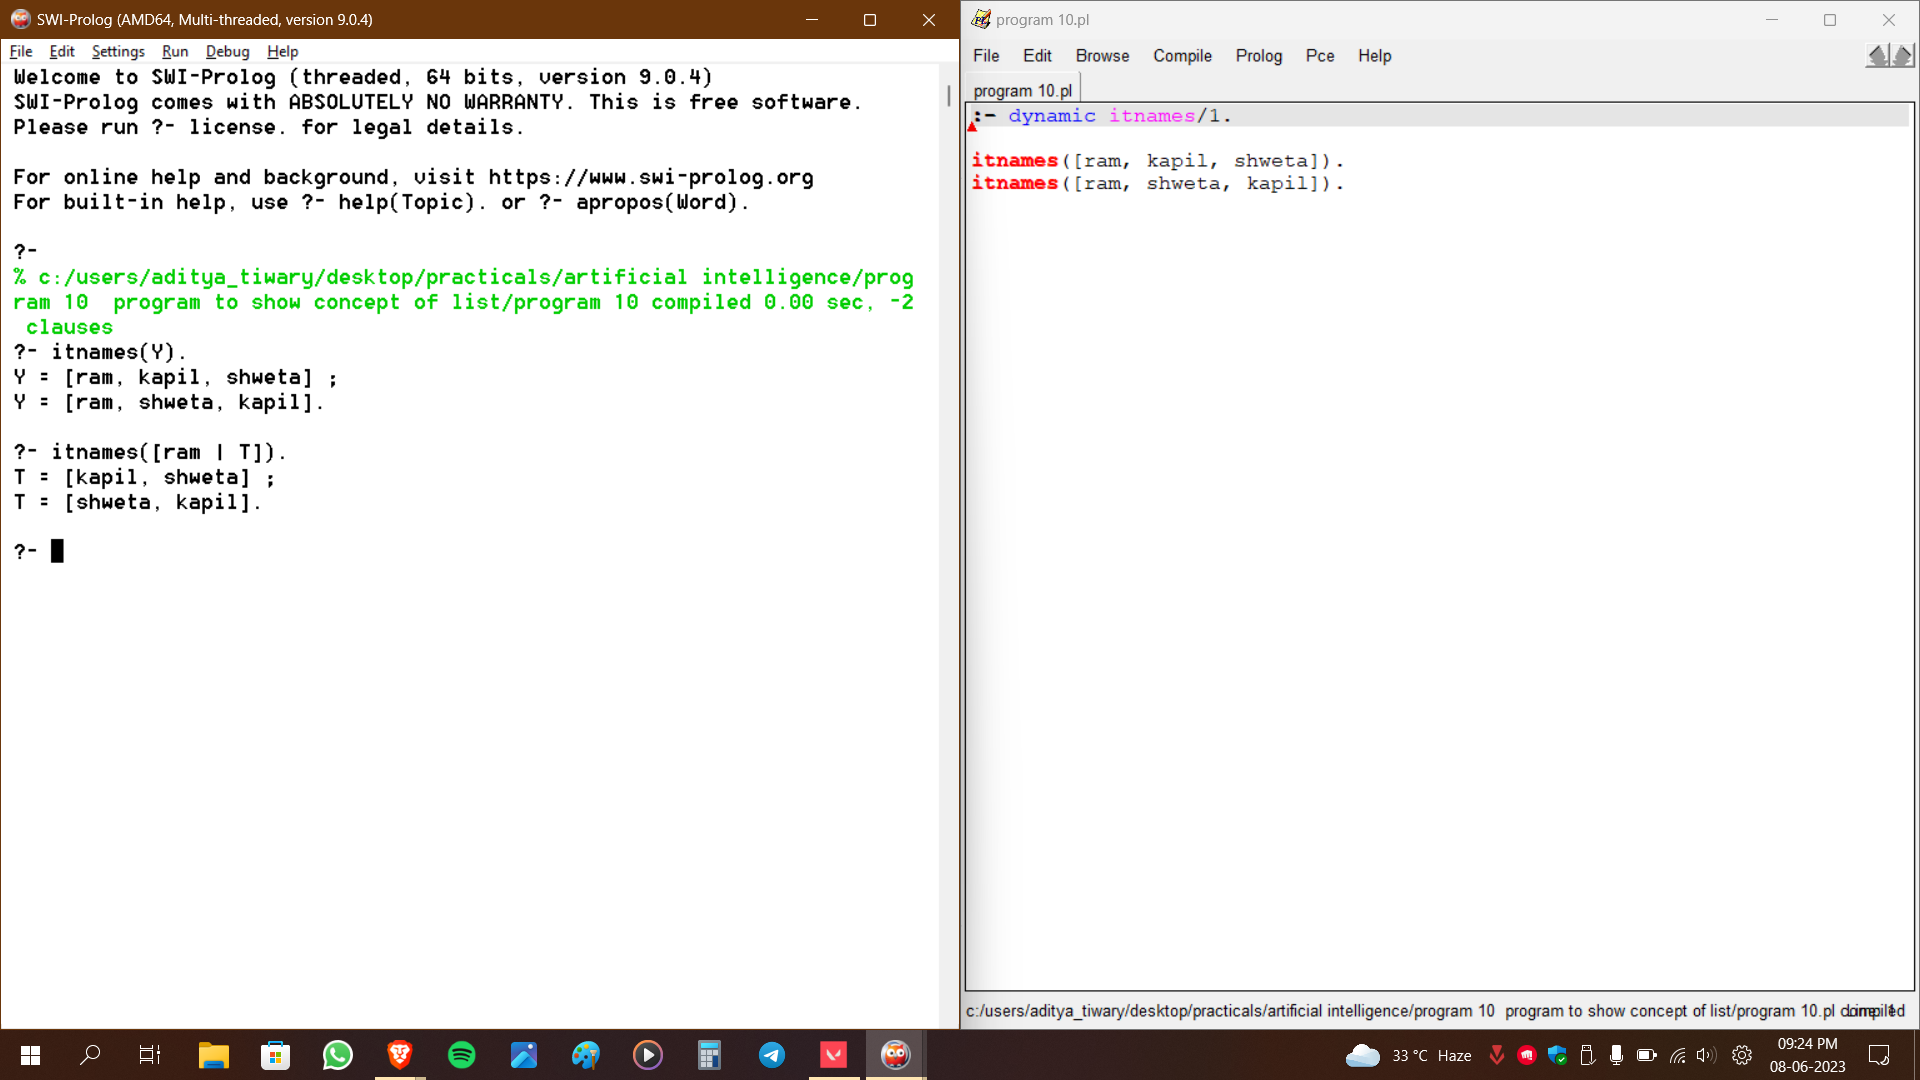 SWI-Prolog (AMD64, Multi-threaded, version 9.0.4)
File Edit Settings Run Debug Help
Welcome to SWI-Prolog (threaded, 64 bits, version 9.0.4)
SWI-Prolog comes with ABSOLUTELY NO WARRANTY. This is free software.
Please run ?- license. for legal details.
For online help and background, visit https://www.swi-prolog.org
For built-in help, use ?- help(Topic). or ?- apropos(Word).
?-
% c:/users/aditya_tiwary/desktop/practicals/artificial intelligence/prog
ram 10  program to show concept of list/program 10 compiled 0.00 sec, -2
 clauses
?- itnames(Y).
Y = [ram, kapil, shweta] ;
Y = [ram, shweta, kapil].
?- itnames([ram | T]).
T = [kapil, shweta] ;
T = [shweta, kapil].
?-
program 10.pl
File Edit Browse Compile Prolog Pce Help
program 10.pl
:- dynamic itnames/1.
itnames([ram, kapil, shweta]).
itnames([ram, shweta, kapil]).
c:/users/aditya_tiwary/desktop/practicals/artificial intelligence/program 10  program to show concept of list/program 10.pl
33 °C Haze
09:24 PM
08-06-2023